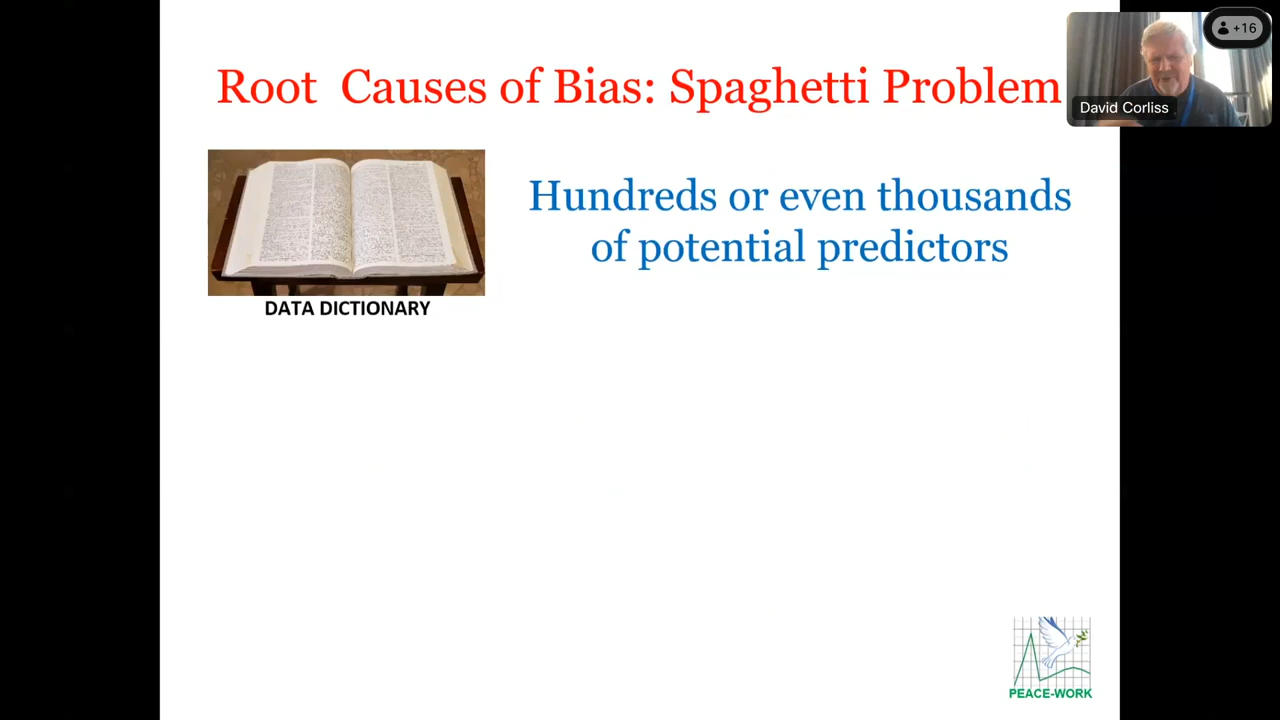 Root Causes of Bias: Spaghetti Problem
+16
David Corliss
Hundreds or even thousands
of potential predictors
DATA DICTIONARY
PEACE-WORK